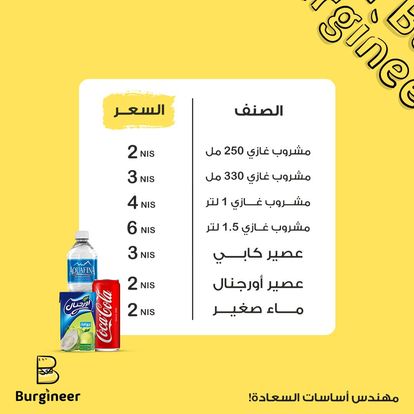 Burgineer
الصنف السعر
مشروب غازي 250 مل 2 NIS
مشروب غازي 330 مل 3 NIS
مشروب غازي 1 لتر 4 NIS
مشروب غازي 1.5 لتر 6 NIS
عصير كابي 3 NIS
عصير أورجنال 2 NIS
ماء صغير 2 NIS
AQUAFINA
أورجنال
Coca-Cola
Burgineer
مهندس أساسات السعادة!